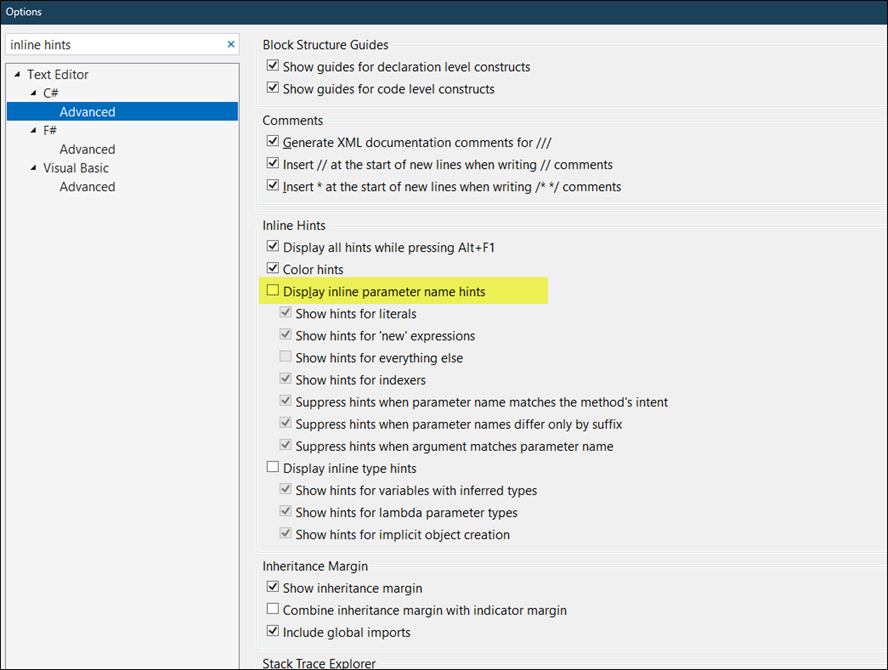 Options
inline hints
Text Editor
C#
Advanced
F#
Advanced
Visual Basic
Advanced
Block Structure Guides
Show guides for declaration level constructs
Show guides for code level constructs
Comments
Generate XML documentation comments for ///
Insert // at the start of new lines when writing // comments
Insert * at the start of new lines when writing /* */ comments
Inline Hints
Display all hints while pressing Alt+F1
Color hints
Display inline parameter name hints
Show hints for literals
Show hints for 'new' expressions
Show hints for everything else
Show hints for indexers
Suppress hints when parameter name matches the method's intent
Suppress hints when parameter names differ only by suffix
Suppress hints when argument matches parameter name
Display inline type hints
Show hints for variables with inferred types
Show hints for lambda parameter types
Show hints for implicit object creation
Inheritance Margin
Show inheritance margin
Combine inheritance margin with indicator margin
Include global imports
Stack Trace Explorer